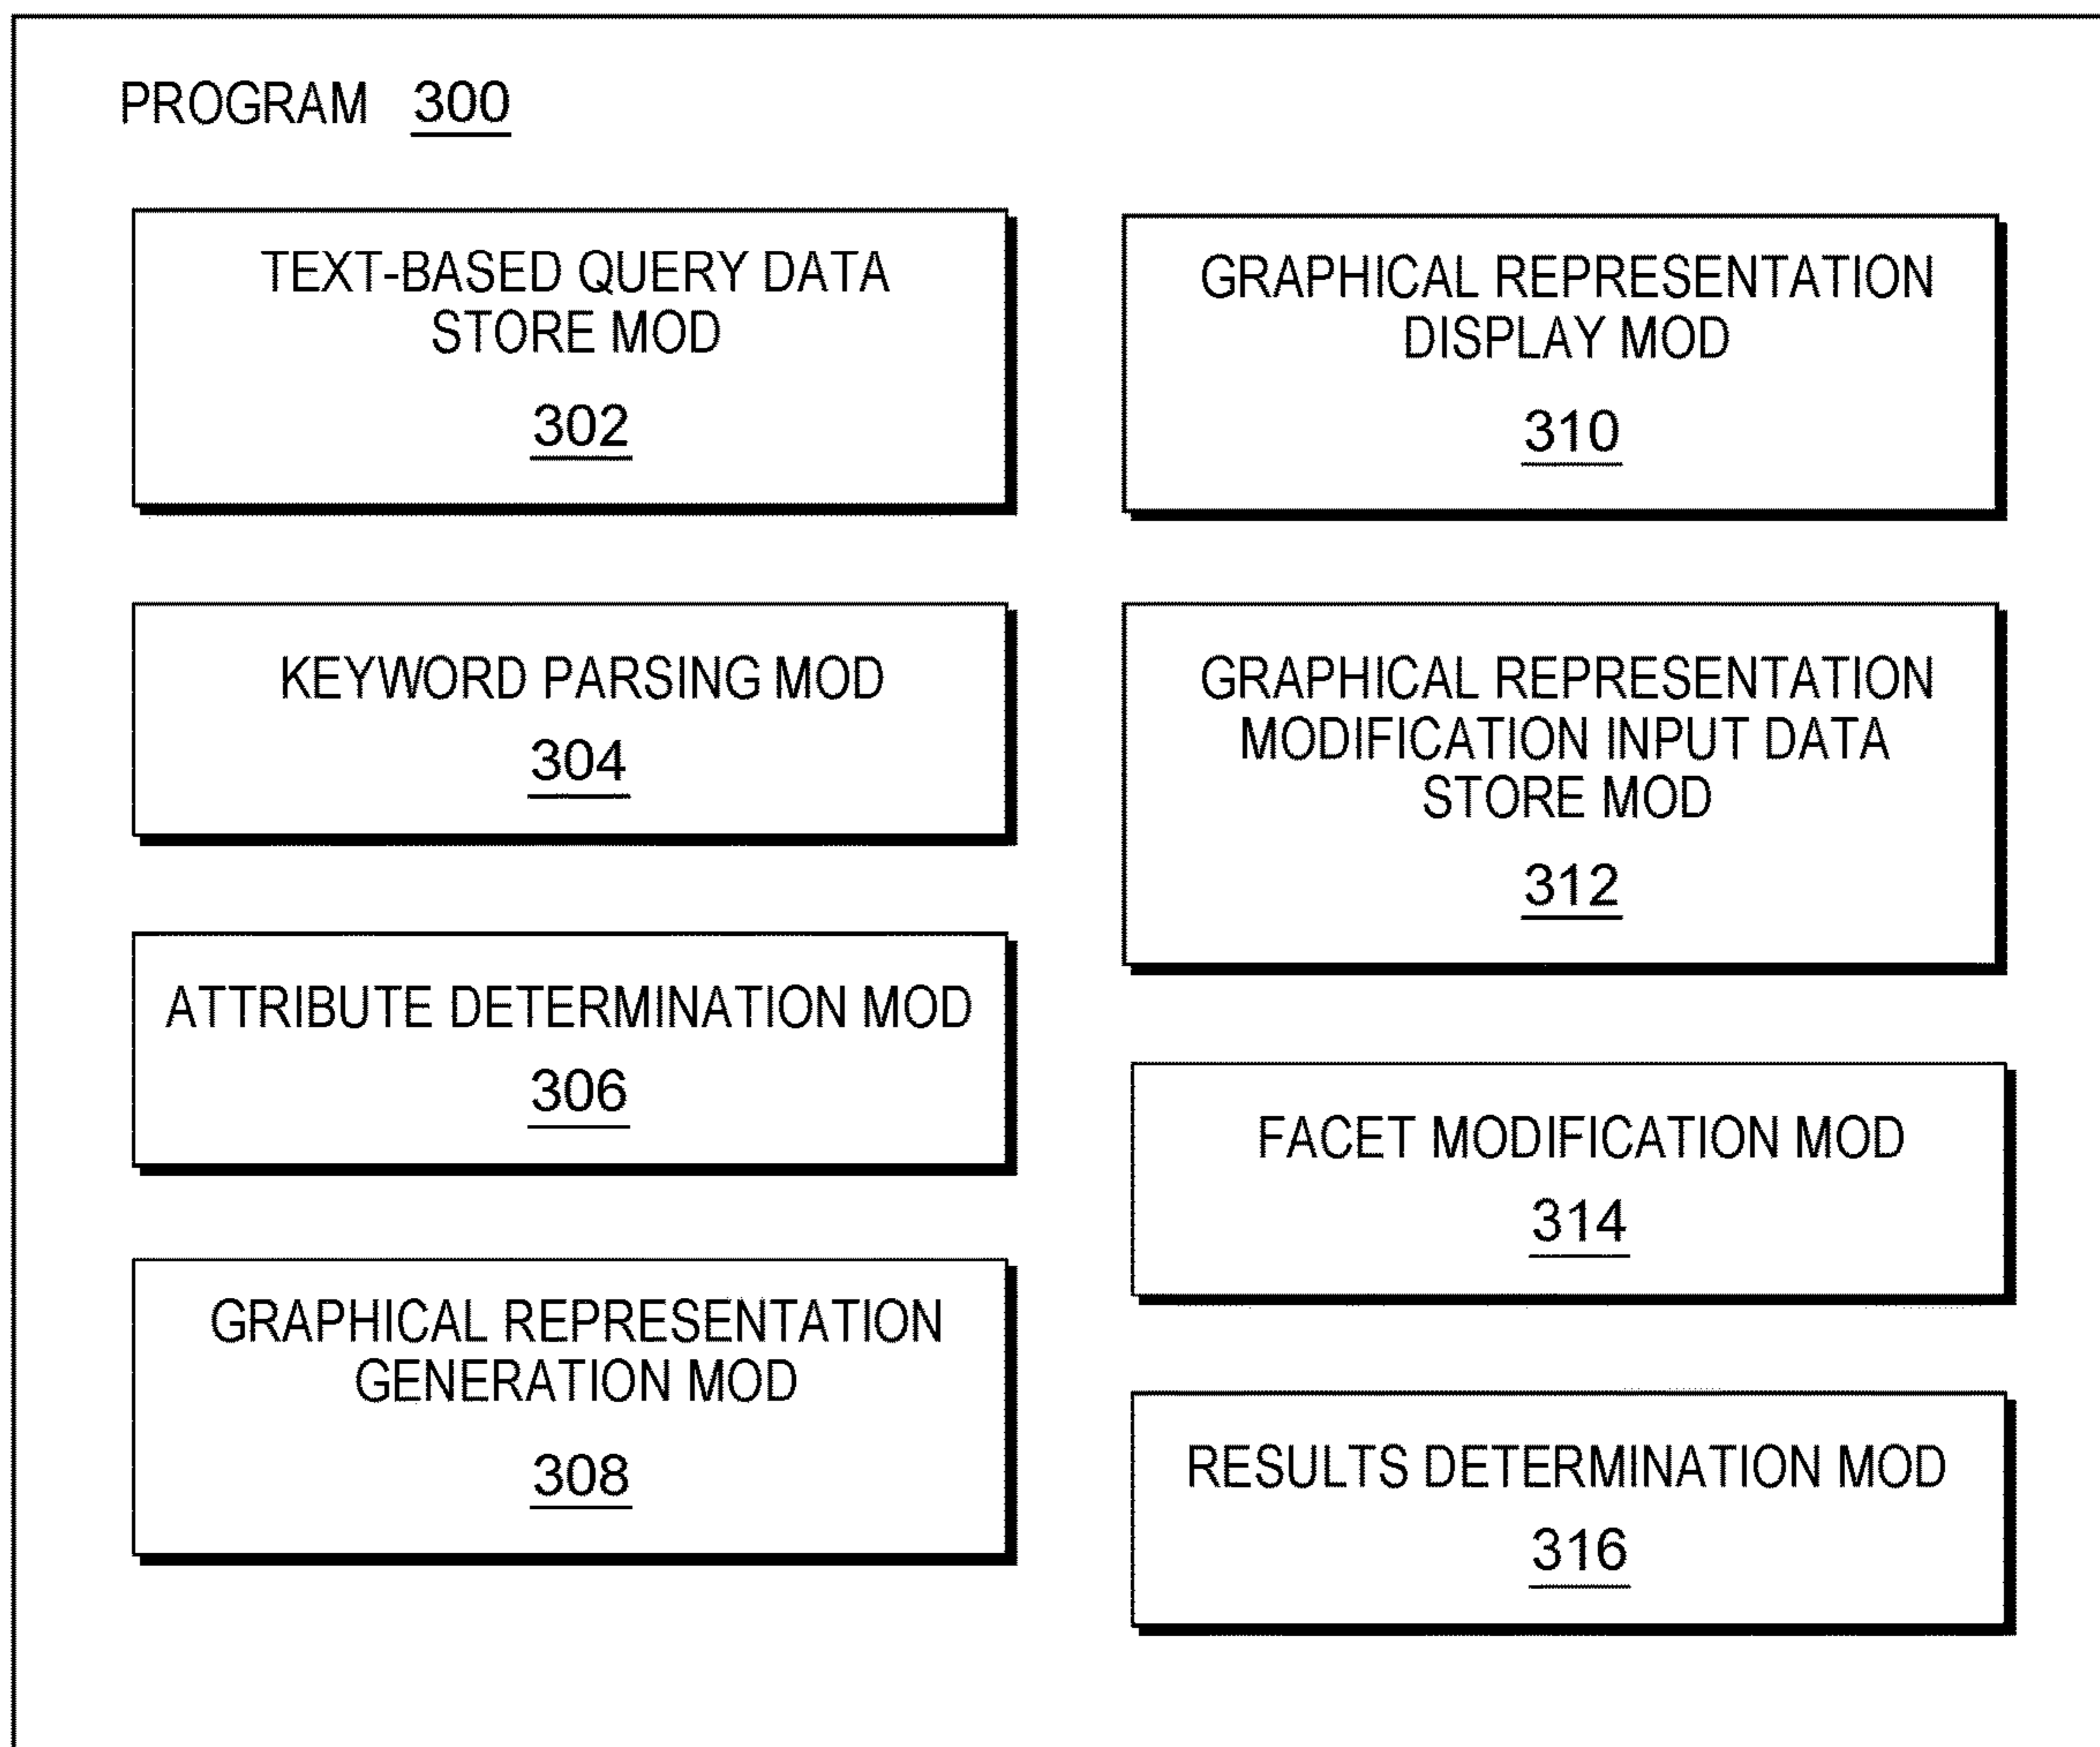 PROGRAM 300
TEXT-BASED QUERY DATA
STORE MOD
302
KEYWORD PARSING MOD
304
ATTRIBUTE DETERMINATION MOD
306
GRAPHICAL REPRESENTATION
GENERATION MOD
308
GRAPHICAL REPRESENTATION
DISPLAY MOD
310
GRAPHICAL REPRESENTATION
MODIFICATION INPUT DATA
STORE MOD
312
FACET MODIFICATION MOD
314
RESULTS DETERMINATION MOD
316